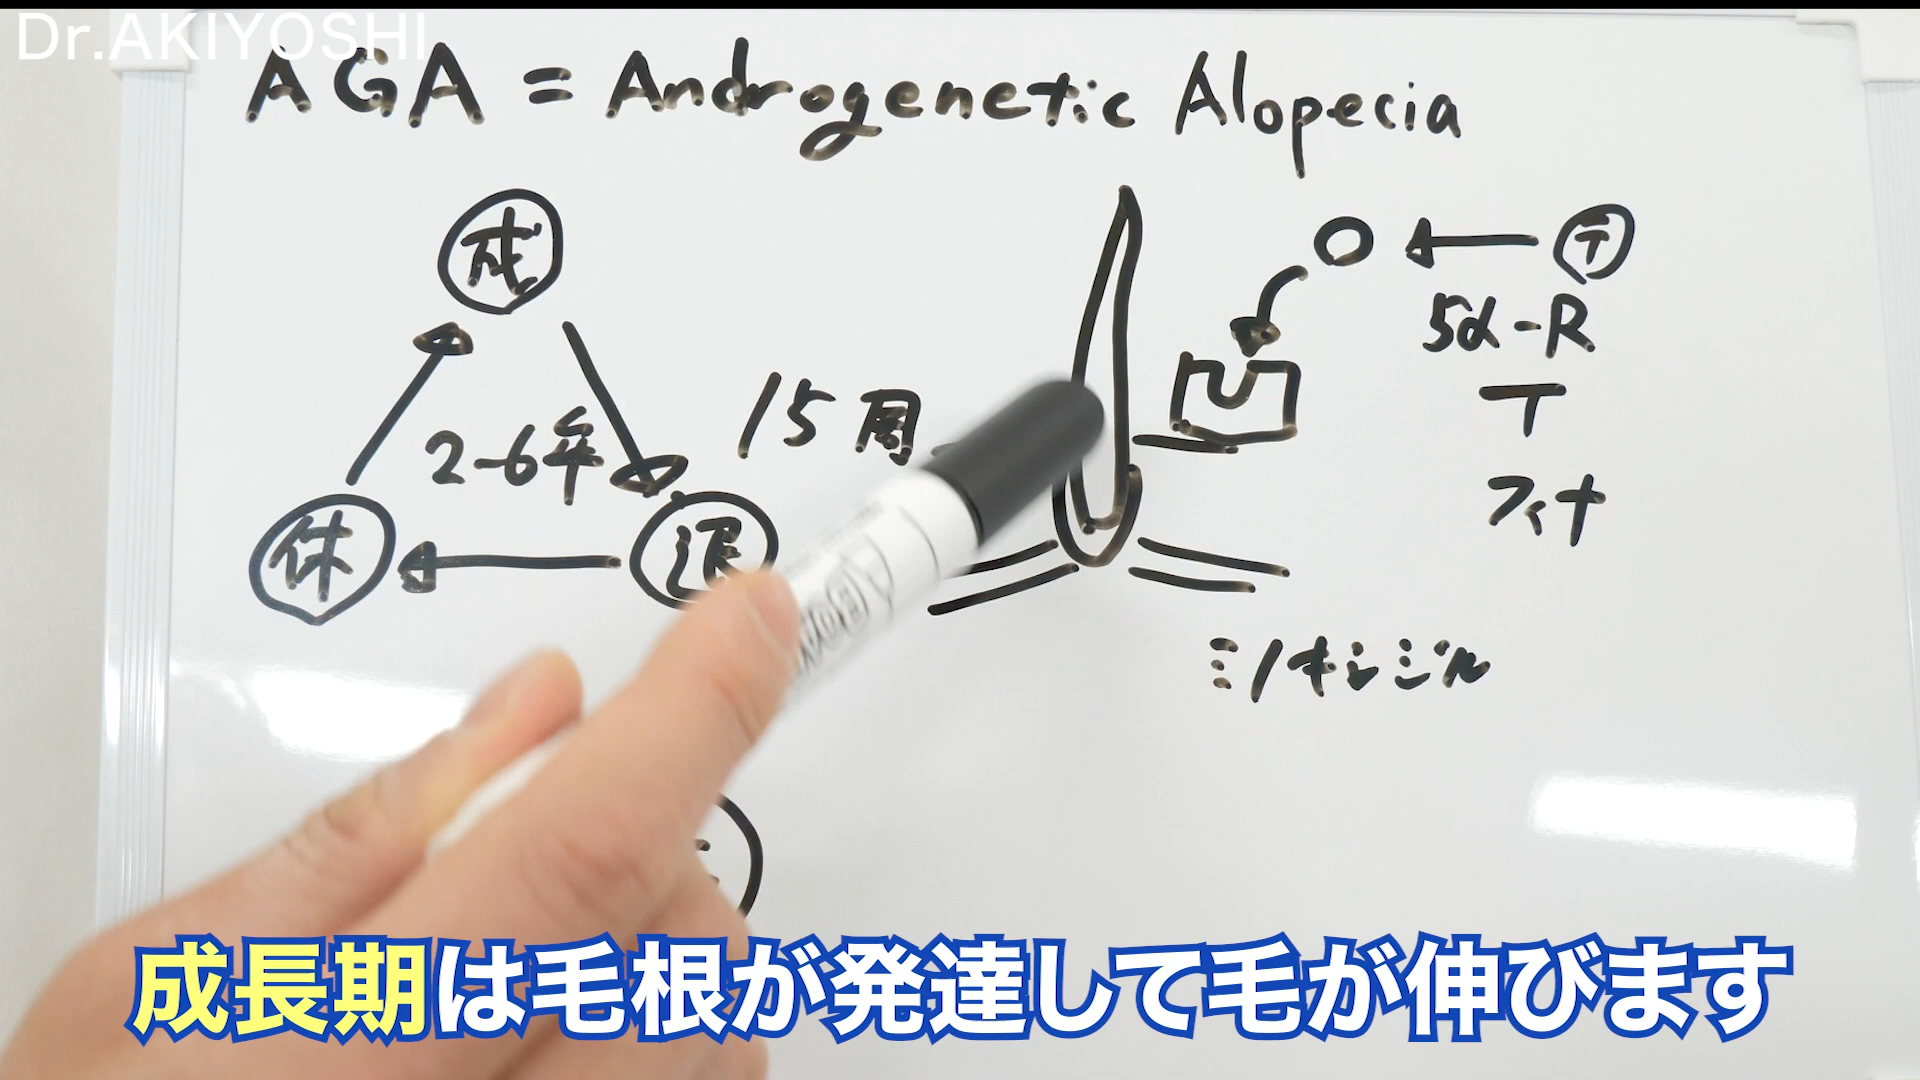 Dr.AKIYOSHI
AGA = Androgenetic Alopecia
成
T
5α-R
15周
2-6年
T
フィナ
休
退
ミノキシジル
成長期は毛根が発達して毛が伸びます